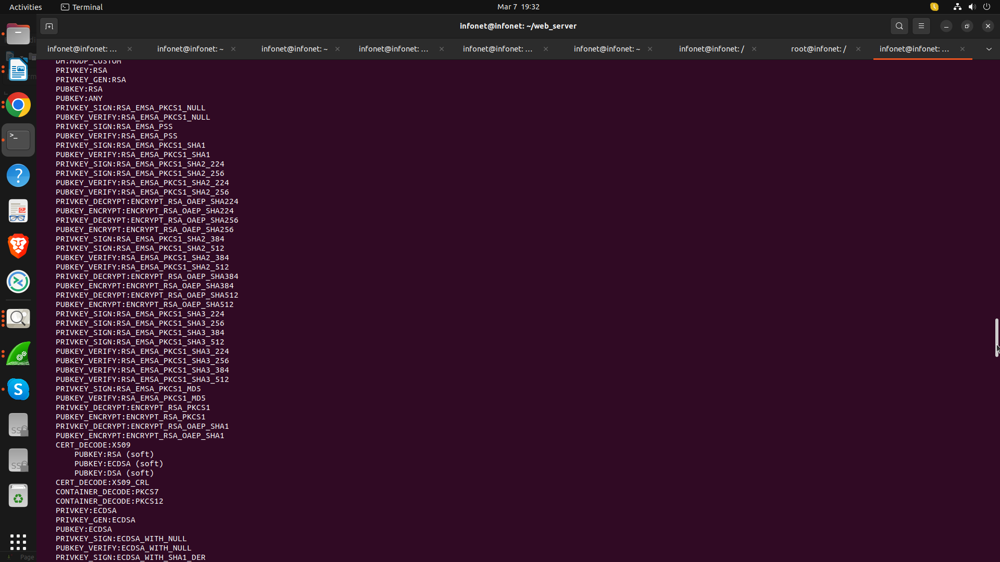 Activities
Terminal
Mar 7 19:32
infonet@infonet: ~/web_server
infonet@infonet: ...
infonet@infonet: ~
infonet@infonet: ~
infonet@infonet: ...
infonet@infonet: ...
infonet@infonet: ~
infonet@infonet: /
root@infonet: /
infonet@infonet: ...
DH:MODP_CUSTOM
PRIVKEY:RSA
PRIVKEY_GEN:RSA
PUBKEY:RSA
PUBKEY:ANY
PRIVKEY_SIGN:RSA_EMSA_PKCS1_NULL
PUBKEY_VERIFY:RSA_EMSA_PKCS1_NULL
PRIVKEY_SIGN:RSA_EMSA_PSS
PUBKEY_VERIFY:RSA_EMSA_PSS
PRIVKEY_SIGN:RSA_EMSA_PKCS1_SHA1
PUBKEY_VERIFY:RSA_EMSA_PKCS1_SHA1
PRIVKEY_SIGN:RSA_EMSA_PKCS1_SHA2_224
PRIVKEY_SIGN:RSA_EMSA_PKCS1_SHA2_256
PUBKEY_VERIFY:RSA_EMSA_PKCS1_SHA2_224
PUBKEY_VERIFY:RSA_EMSA_PKCS1_SHA2_256
PRIVKEY_DECRYPT:ENCRYPT_RSA_OAEP_SHA224
PUBKEY_ENCRYPT:ENCRYPT_RSA_OAEP_SHA224
PRIVKEY_DECRYPT:ENCRYPT_RSA_OAEP_SHA256
PUBKEY_ENCRYPT:ENCRYPT_RSA_OAEP_SHA256
PRIVKEY_SIGN:RSA_EMSA_PKCS1_SHA2_384
PRIVKEY_SIGN:RSA_EMSA_PKCS1_SHA2_512
PUBKEY_VERIFY:RSA_EMSA_PKCS1_SHA2_384
PUBKEY_VERIFY:RSA_EMSA_PKCS1_SHA2_512
PRIVKEY_DECRYPT:ENCRYPT_RSA_OAEP_SHA384
PUBKEY_ENCRYPT:ENCRYPT_RSA_OAEP_SHA384
PRIVKEY_DECRYPT:ENCRYPT_RSA_OAEP_SHA512
PUBKEY_ENCRYPT:ENCRYPT_RSA_OAEP_SHA512
PRIVKEY_SIGN:RSA_EMSA_PKCS1_SHA3_224
PRIVKEY_SIGN:RSA_EMSA_PKCS1_SHA3_256
PRIVKEY_SIGN:RSA_EMSA_PKCS1_SHA3_384
PRIVKEY_SIGN:RSA_EMSA_PKCS1_SHA3_512
PUBKEY_VERIFY:RSA_EMSA_PKCS1_SHA3_224
PUBKEY_VERIFY:RSA_EMSA_PKCS1_SHA3_256
PUBKEY_VERIFY:RSA_EMSA_PKCS1_SHA3_384
PUBKEY_VERIFY:RSA_EMSA_PKCS1_SHA3_512
PRIVKEY_SIGN:RSA_EMSA_PKCS1_MD5
PUBKEY_VERIFY:RSA_EMSA_PKCS1_MD5
PRIVKEY_DECRYPT:ENCRYPT_RSA_PKCS1
PUBKEY_ENCRYPT:ENCRYPT_RSA_PKCS1
PRIVKEY_DECRYPT:ENCRYPT_RSA_OAEP_SHA1
PUBKEY_ENCRYPT:ENCRYPT_RSA_OAEP_SHA1
CERT_DECODE:X509
PUBKEY:RSA (soft)
PUBKEY:ECDSA (soft)
PUBKEY:DSA (soft)
CERT_DECODE:X509_CRL
CONTAINER_DECODE:PKCS7
CONTAINER_DECODE:PKCS12
PRIVKEY:ECDSA
PRIVKEY_GEN:ECDSA
PUBKEY:ECDSA
PRIVKEY_SIGN:ECDSA_WITH_NULL
PUBKEY_VERIFY:ECDSA_WITH_NULL
PRIVKEY_SIGN:ECDSA_WITH_SHA1_DER
Page